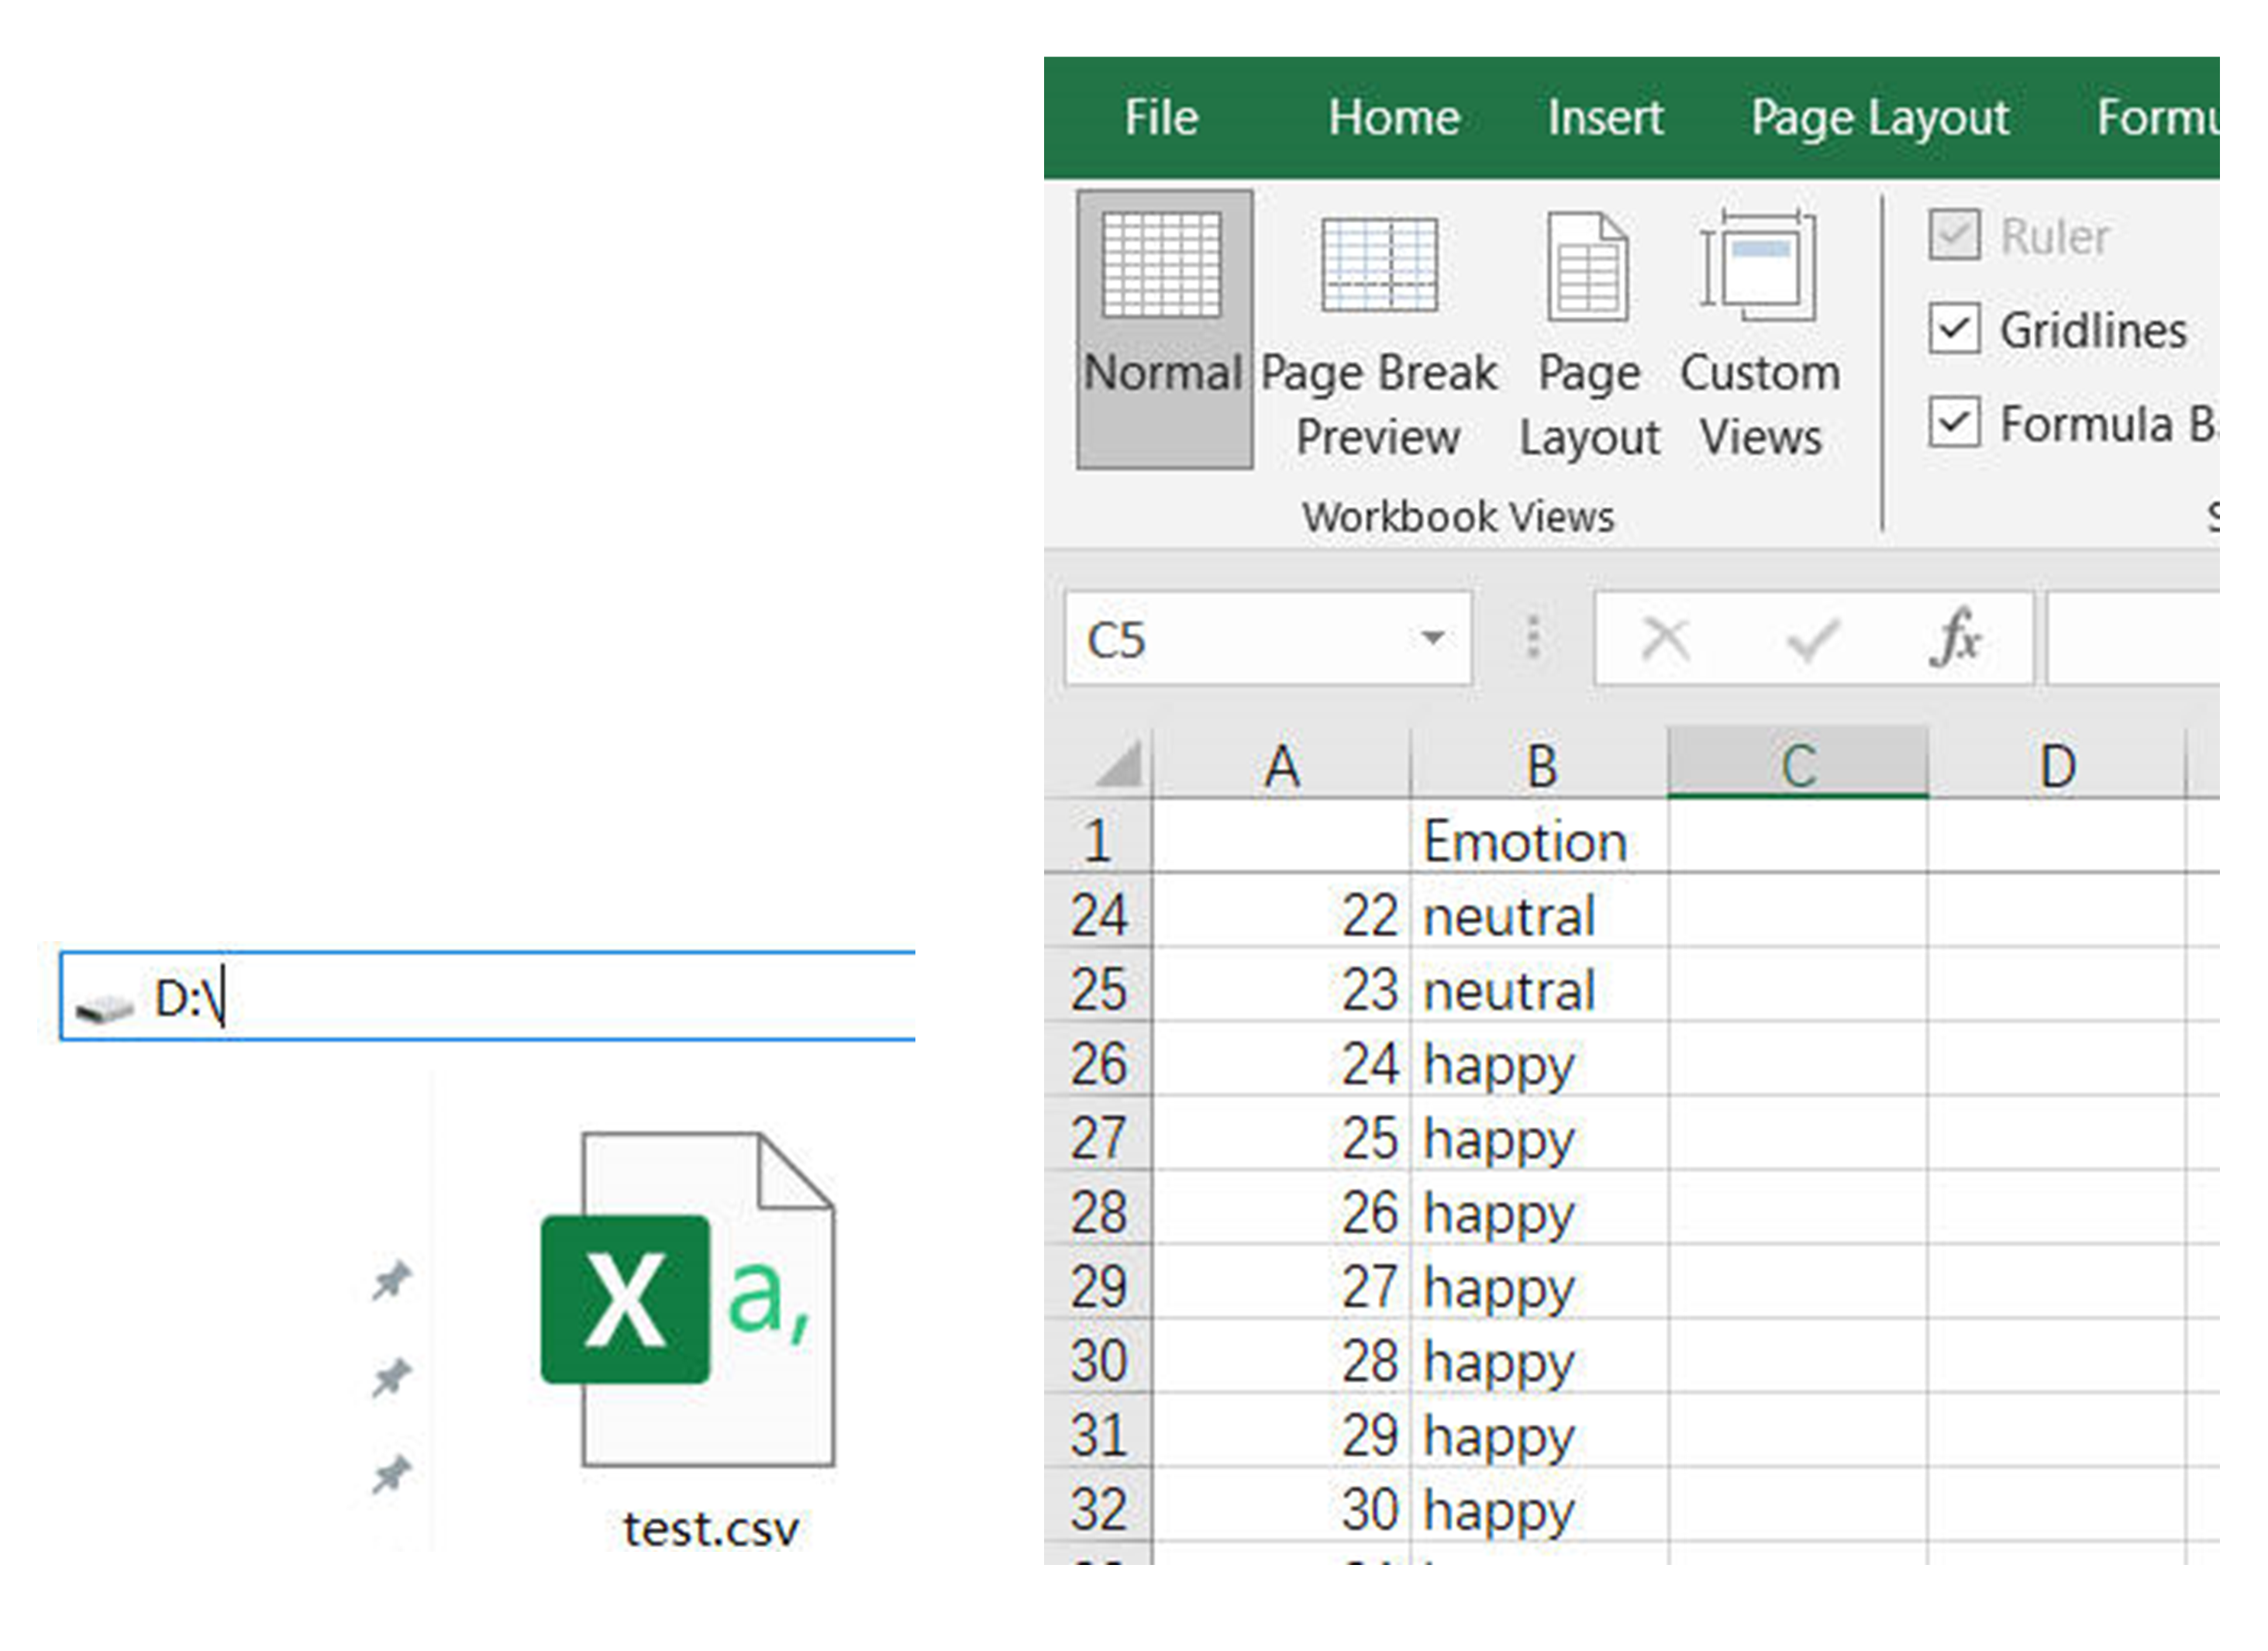 D:\
X a,
test.csv
File Home Insert Page Layout Formu
Normal Page Break Preview Page Layout Custom Views
Ruler
Gridlines
Formula Ba
Workbook Views
S
C5 fx
A B C D
1 Emotion
24 22 neutral
25 23 neutral
26 24 happy
27 25 happy
28 26 happy
29 27 happy
30 28 happy
31 29 happy
32 30 happy